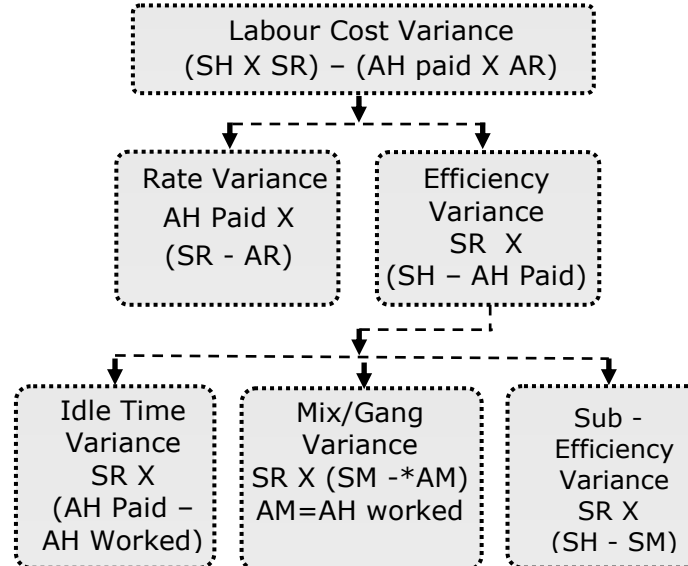 Labour Cost Variance
(SH X SR) – (AH paid X AR)
Rate Variance
AH Paid X
(SR - AR)
Efficiency
Variance
SR X
(SH – AH Paid)
Idle Time
Variance
SR X
(AH Paid –
AH Worked)
Mix/Gang
Variance
SR X (SM -*AM)
AM=AH worked
Sub -
Efficiency
Variance
SR X
(SH - SM)